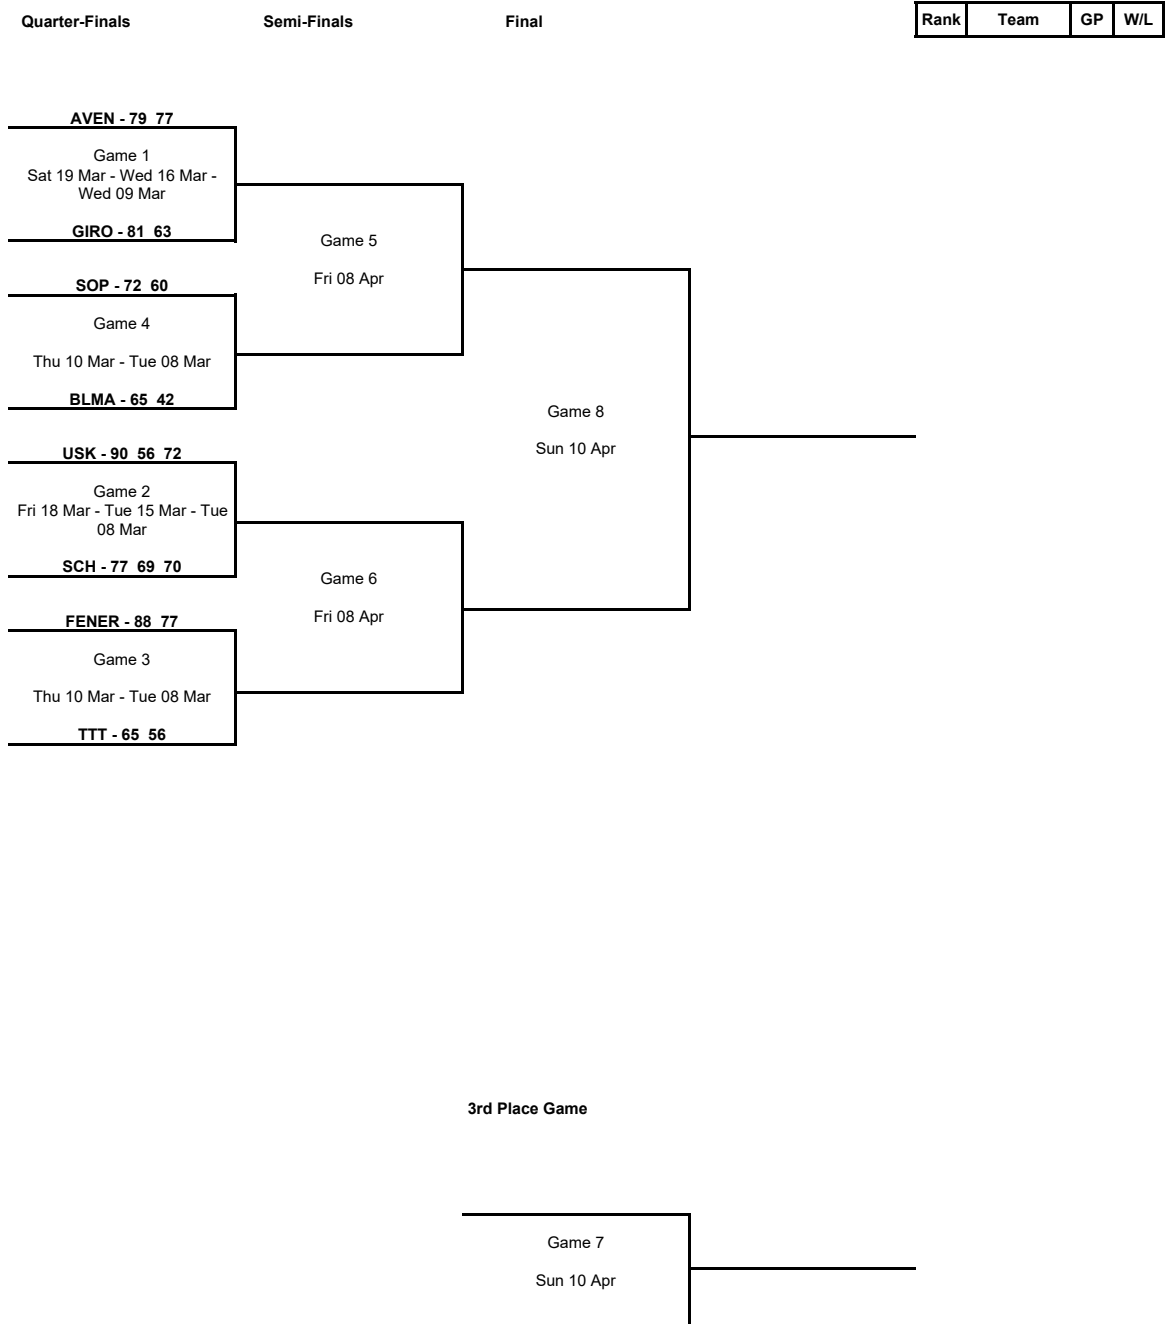 Quarter-Finals Semi-Finals Final Rank Team GP W/L
AVEN - 79 77
Game 1
Sat 19 Mar - Wed 16 Mar -
Wed 09 Mar
GIRO - 81 63
Game 5
Fri 08 Apr
SOP - 72 60
Game 4
Thu 10 Mar - Tue 08 Mar
BLMA - 65 42
Game 8
Sun 10 Apr
USK - 90 56 72
Game 2
Fri 18 Mar - Tue 15 Mar - Tue
08 Mar
SCH - 77 69 70
Game 6
Fri 08 Apr
FENER - 88 77
Game 3
Thu 10 Mar - Tue 08 Mar
TTT - 65 56
3rd Place Game
Game 7
Sun 10 Apr